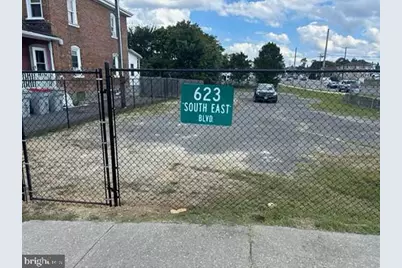 623
"SOUTH EAST"
BLVD.
bright